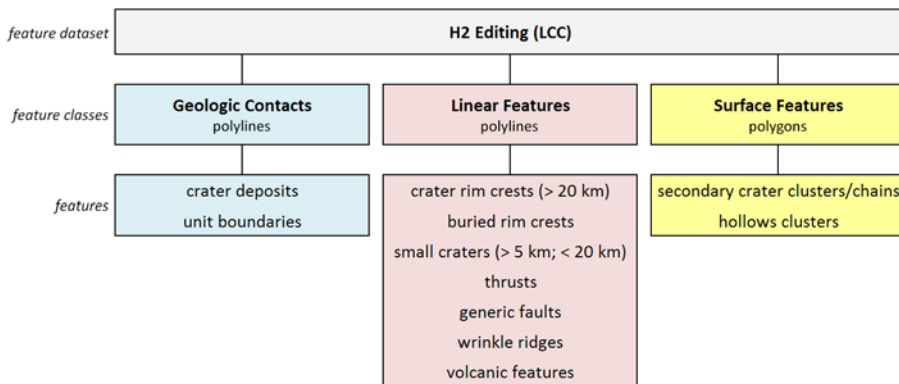 feature dataset
H2 Editing (LCC)
feature classes
Geologic Contacts
polylines
Linear Features
polylines
Surface Features
polygons
features
crater deposits
unit boundaries
crater rim crests (> 20 km)
buried rim crests
small craters (> 5 km; < 20 km)
thrusts
generic faults
wrinkle ridges
volcanic features
secondary crater clusters/chains
hollows clusters